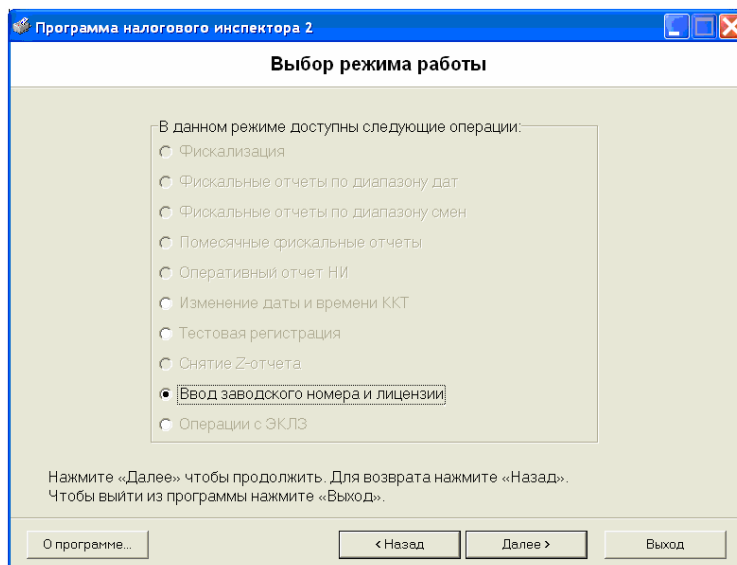 Программа налогового инспектора 2
Выбор режима работы
В данном режиме доступны следующие операции:
Фискализация
Фискальные отчеты по диапазону дат
Фискальные отчеты по диапазону смен
Помесячные фискальные отчеты
Оперативный отчет НИ
Изменение даты и времени ККТ
Тестовая регистрация
Снятие Z-отчета
Ввод заводского номера и лицензии
Операции с ЭКЛЗ
Нажмите «Далее» чтобы продолжить. Для возврата нажмите «Назад».
Чтобы выйти из программы нажмите «Выход».
О программе... < Назад Далее > Выход